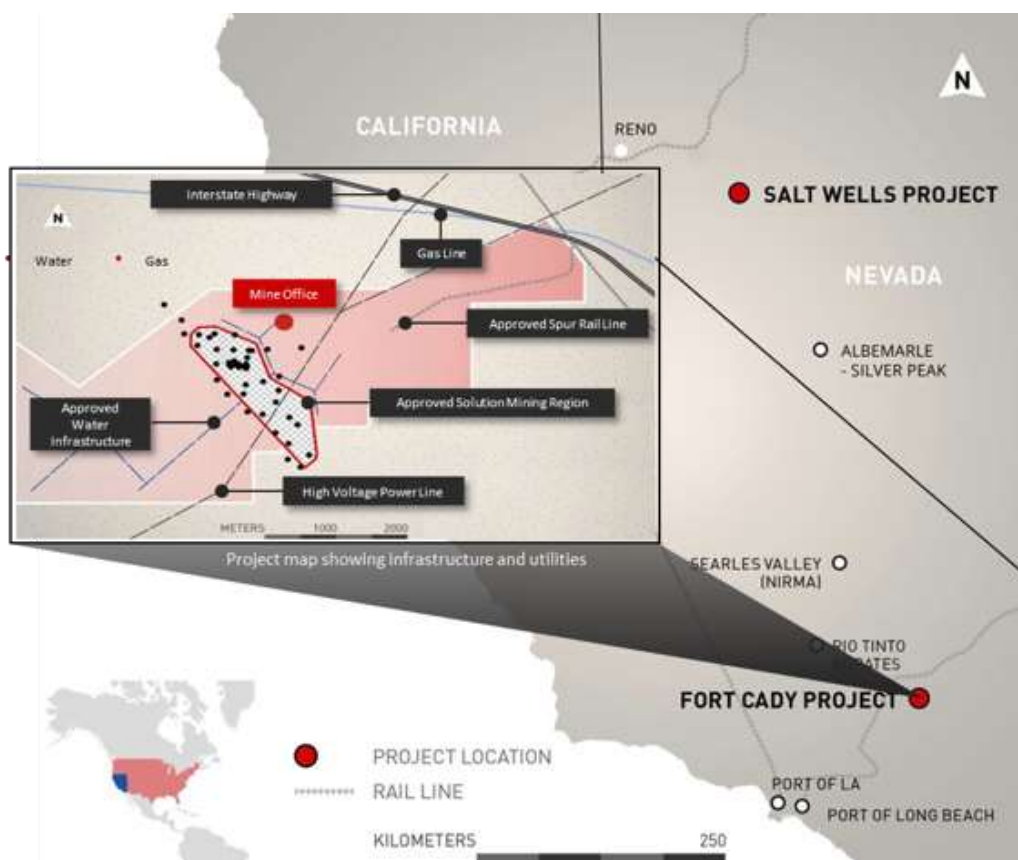 CALIFORNIA
N
RENO
SALT WELLS PROJECT
NEVADA
Interstate Highway
N
Gas Line
Water
Gas
Mine Office
Approved Spur Rail Line
Approved Solution Mining Region
Approved
Water
Infrastructure
High Voltage Power Line
METERS 1000 2000
Project map showing infrastructure and utilities
ALBEMARLE
- SILVER PEAK
SEARLES VALLEY
(NIRMA)
RIO TINTO
FORT CADY PROJECT
PROJECT LOCATION
RAIL LINE
PORT OF LA
PORT OF LONG BEACH
KILOMETERS 250